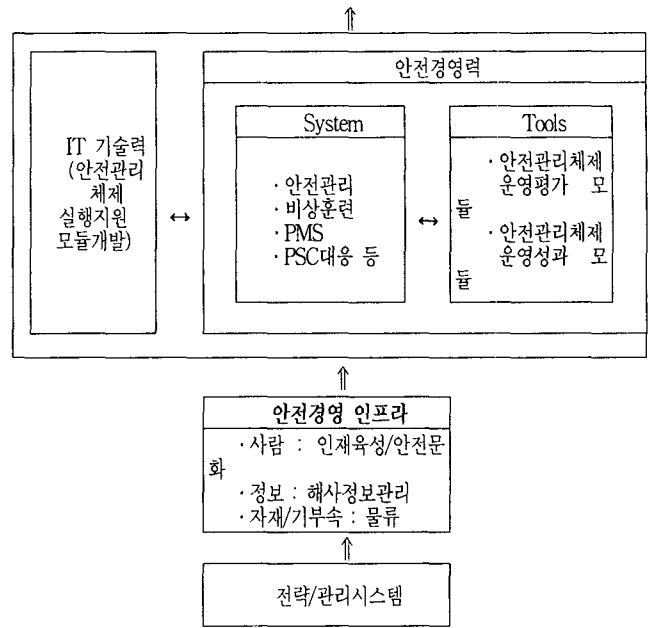 ⇑
안전경영력
IT 기술력
(안전관리
체제
실행지원
모듈개발)
↔
System
· 안전관리
· 비상훈련
· PMS
· PSC대응 등
↔
Tools
· 안전관리체제
운영평가 모
듈
· 안전관리체제
운영성과 모
듈
⇑
안전경영 인프라
· 사람 : 인재육성/안전문
화
· 정보 : 해사정보관리
· 자재/기부속 : 물류
⇑
전략/관리시스템